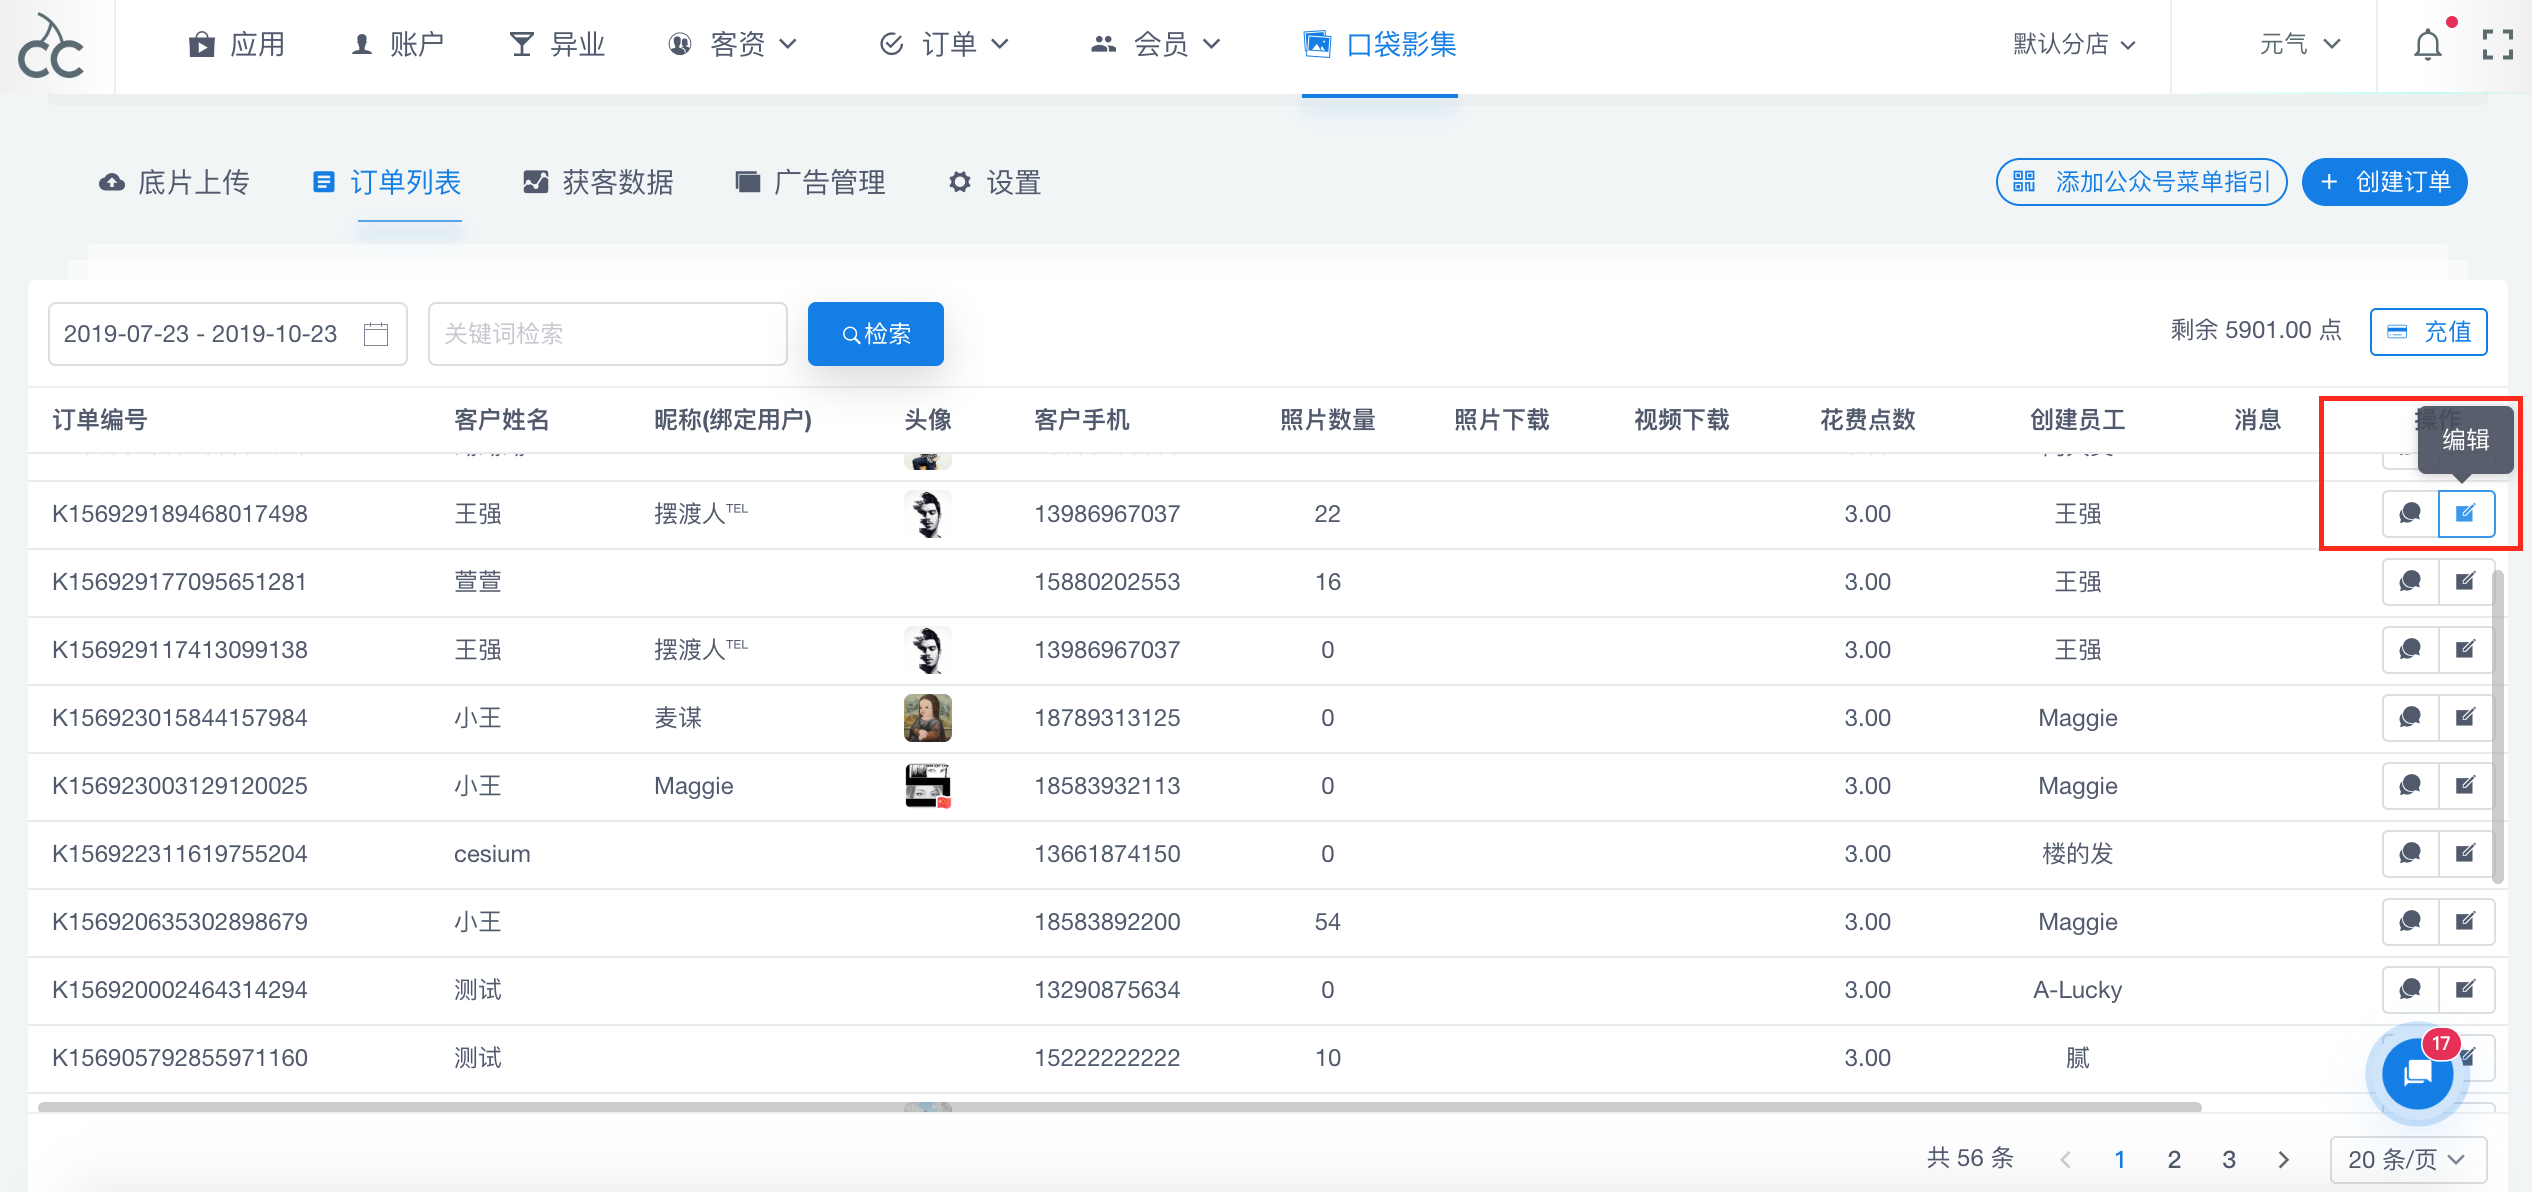 CC 应用 账户 异业 客资 订单 会员 口袋影集 默认分店 元气
底片上传 订单列表 获客数据 广告管理 设置 添加公众号菜单指引 + 创建订单
2019-07-23 - 2019-10-23 关键词检索 检索 剩余 5901.00 点 充值
订单编号 客户姓名 昵称(绑定用户) 头像 客户手机 照片数量 照片下载 视频下载 花费点数 创建员工 消息 操作
编辑
K156929189468017498 王强 摆渡人TEL 13986967037 22 3.00 王强
K156929177095651281 萱萱 15880202553 16 3.00 王强
K156929117413099138 王强 摆渡人TEL 13986967037 0 3.00 王强
K156923015844157984 小王 麦谋 18789313125 0 3.00 Maggie
K156923003129120025 小王 Maggie 18583932113 0 3.00 Maggie
K156922311619755204 cesium 13661874150 0 3.00 楼的发
K156920635302898679 小王 18583892200 54 3.00 Maggie
K156920002464314294 测试 13290875634 0 3.00 A-Lucky
K156905792855971160 测试 15222222222 10 3.00 腻
17
共 56 条 1 2 3 20 条/页